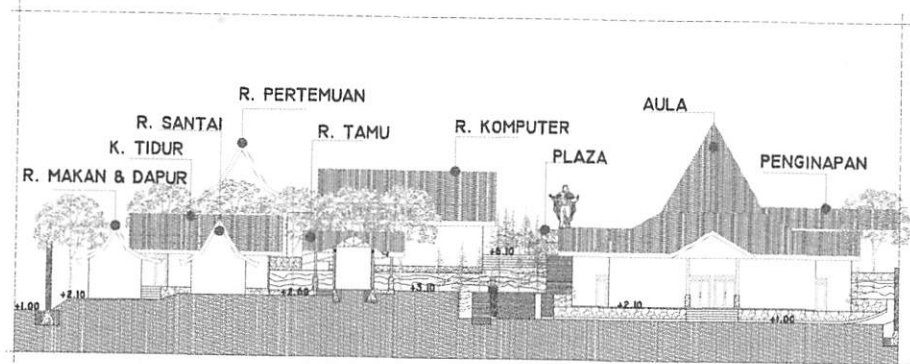 R. PERTEMUAN
AULA
R. SANTAI
R. TAMU
R. KOMPUTER
K. TIDUR
PLAZA
PENGINAPAN
R. MAKAN & DAPUR
+6.10
+1.00
+2.10
+2.60
+3.10
+2.10
+1.00